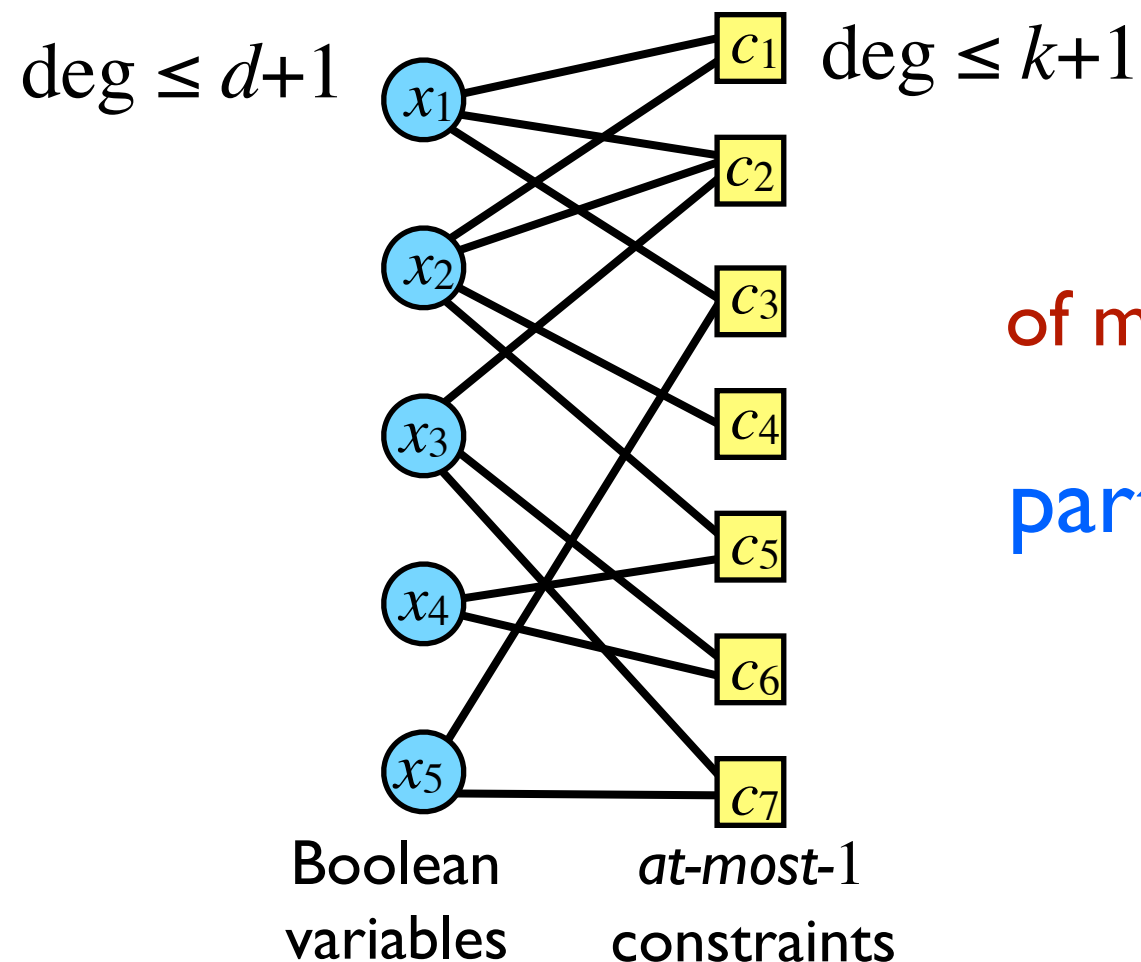 deg ≤ d+1
deg ≤ k+1
x1
x2
x3
x4
x5
c1
c2
c3
c4
c5
c6
c7
of
Boolean
variables
at-most-1
constraints